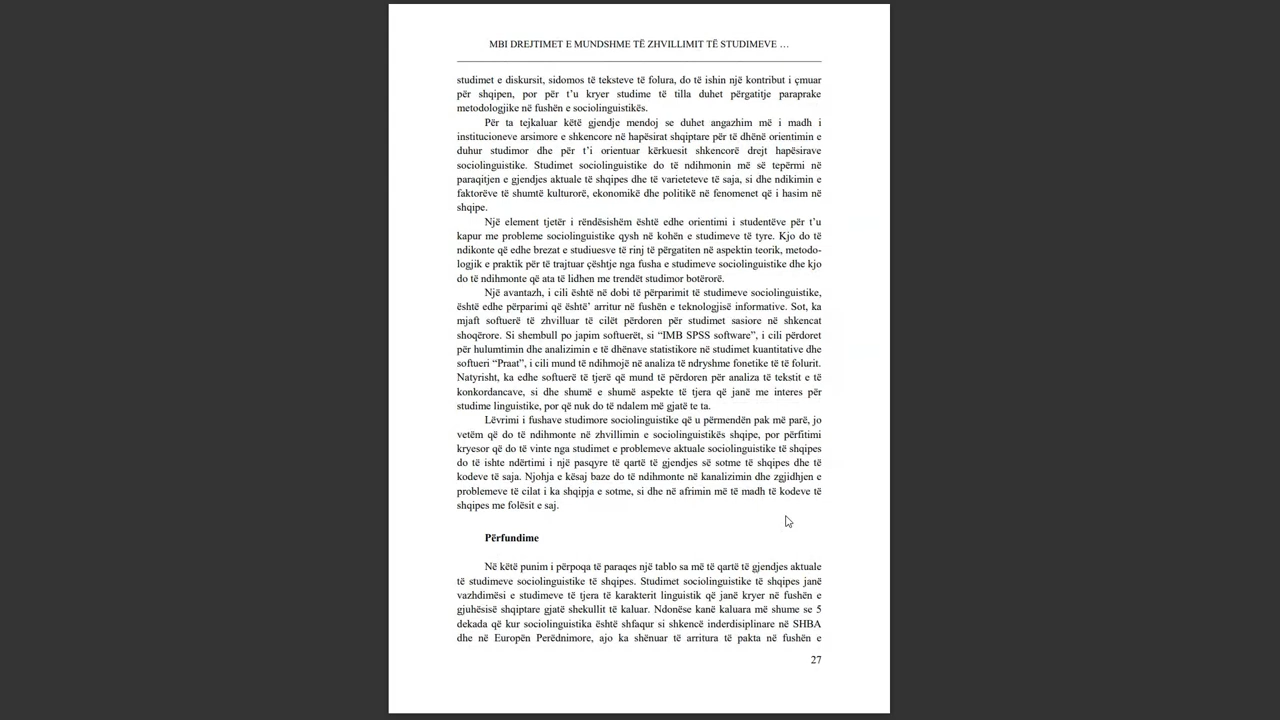 MBI DREJTIMET E MUNDSHME TË ZHVILLIMIT TË STUDIMEVE …
studimet e diskursit, sidomos të teksteve të folura, do të ishin një kontribut i çmuar
për shqipen, por për t’u kryer studime të tilla duhet përgatitje paraprake
metodologjike në fushën e sociolinguistikës.
Për ta tejkaluar këtë gjendje mendoj se duhet angazhim më i madh i
institucioneve arsimore e shkencore në hapësirat shqiptare për të dhënë orientimin e
duhur studimor dhe për t’i orientuar kërkuesit shkencorë drejt hapësirave
sociolinguistike. Studimet sociolinguistike do të ndihmonin më së tepërmi në
paraqitjen e gjendjes aktuale të shqipes dhe të varieteteve të saja, si dhe ndikimin e
faktorëve të shumtë kulturorë, ekonomikë dhe politikë në fenomenet që i hasim në
shqipe.
Një element tjetër i rëndësishëm është edhe orientimi i studentëve për t’u
kapur me probleme sociolinguistike qysh në kohën e studimeve të tyre. Kjo do të
ndikonte që edhe brezat e studiuesve të rinj të përgatiten në aspektin teorik, metodo-
logjik e praktik për të trajtuar çështje nga fusha e studimeve sociolinguistike dhe kjo
do të ndihmonte që ata të lidhen me trendët studimor botërorë.
Një avantazh, i cili është në dobi të përparimit të studimeve sociolinguistike,
është edhe përparimi që është’ arritur në fushën e teknologjisë informative. Sot, ka
mjaft softuerë të zhvilluar të cilët përdoren për studimet sasiore në shkencat
shoqërore. Si shembull po japim softuerët, si “IMB SPSS software”, i cili përdoret
për hulumtimin dhe analizimin e të dhënave statistikore në studimet kuantitative dhe
softueri “Praat”, i cili mund të ndihmojë në analiza të ndryshme fonetike të të folurit.
Natyrisht, ka edhe softuerë të tjerë që mund të përdoren për analiza të tekstit e të
konkordancave, si dhe shumë e shumë aspekte të tjera që janë me interes për
studime linguistike, por që nuk do të ndalem më gjatë te ta.
Lëvrimi i fushave studimore sociolinguistike që u përmendën pak më parë, jo
vetëm që do të ndihmonte në zhvillimin e sociolinguistikës shqipe, por përfitimi
kryesor që do të vinte nga studimet e problemeve aktuale sociolinguistike të shqipes
do të ishte ndërtimi i një pasqyre të qartë të gjendjes së sotme të shqipes dhe të
kodeve të saja. Njohja e kësaj baze do të ndihmonte në kanalizimin dhe zgjidhjen e
problemeve të cilat i ka shqipja e sotme, si dhe në afrimin më të madh të kodeve të
shqipes me folësit e saj.
Përfundime
Në këtë punim i përpoqa të paraqes një tablo sa më të qartë të gjendjes aktuale
të studimeve sociolinguistike të shqipes. Studimet sociolinguistike të shqipes janë
vazhdimësi e studimeve të tjera të karakterit linguistik që janë kryer në fushën e
gjuhësisë shqiptare gjatë shekullit të kaluar. Ndonëse kanë kaluara më shume se 5
dekada që kur sociolinguistika është shfaqur si shkencë inderdisiplinare në SHBA
dhe në Europën Perëdnimore, ajo ka shënuar të arritura të pakta në fushën e
27